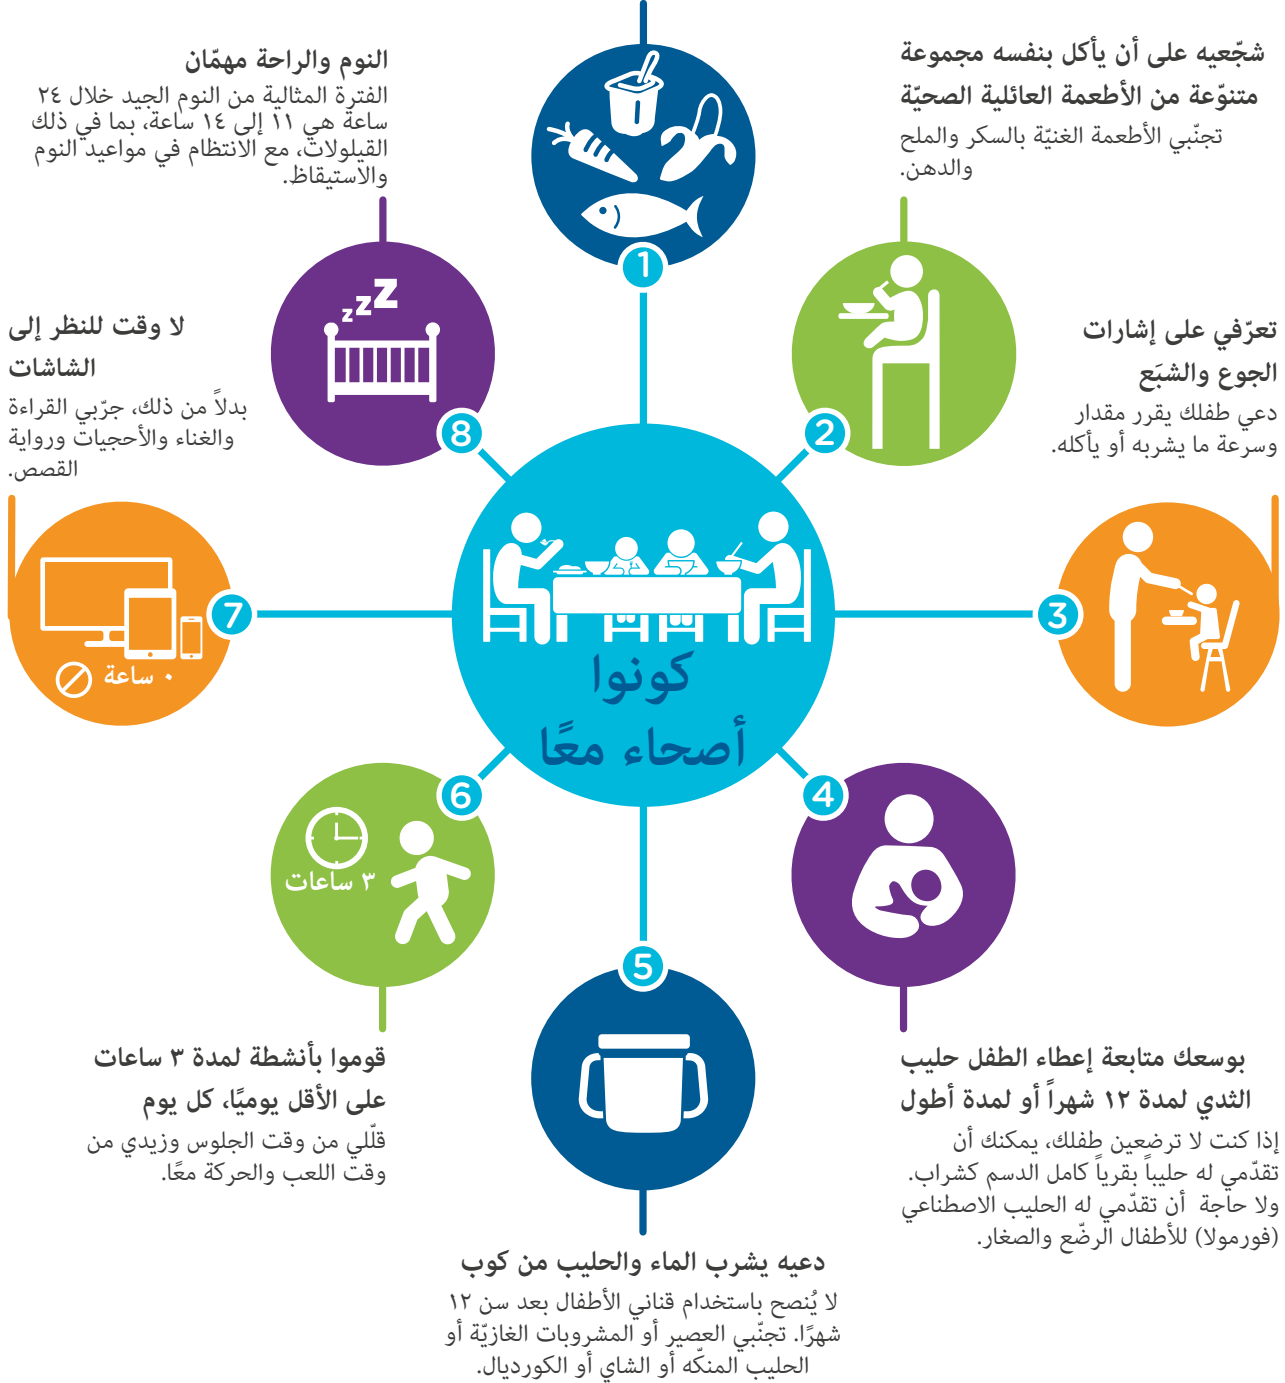 1
شجّعيه على أن يأكل بنفسه مجموعة
متنوّعة من الأطعمة العائلية الصحيّة
تجنّبي الأطعمة الغنيّة بالسكر والملح
والدهن.
2
تعرّفي على إشارات
الجوع والشبَع
دعي طفلك يقرر مقدار
وسرعة ما يشربه أو يأكله.
3
بوسعك متابعة إعطاء الطفل حليب
الثدي لمدة ١٢ شهراً أو لمدة أطول
إذا كنت لا ترضعين طفلك، يمكنك أن
تقدّمي له حليباً بقرياً كامل الدسم كشراب.
ولا حاجة أن تقدّمي له الحليب الاصطناعي
(فورمولا) للأطفال الرضّع والصغار.
4
دعيه يشرب الماء والحليب من كوب
لا يُنصح باستخدام قناني الأطفال بعد سن ١٢
شهرًا. تجنّبي العصير أو المشروبات الغازيّة أو
الحليب المنكّه أو الشاي أو الكورديال.
5
قوموا بأنشطة لمدة ٣ ساعات
على الأقل يوميًا، كل يوم
قلّلي من وقت الجلوس وزيدي من
وقت اللعب والحركة معًا.
6
٣ ساعات
لا وقت للنظر إلى
الشاشات
بدلاً من ذلك، جرّبي القراءة
والغناء والأحجيات ورواية
القصص.
7
٠ ساعة
النوم والراحة مهمّان
الفترة المثالية من النوم الجيد خلال ٢٤
ساعة هي ١١ إلى ١٤ ساعة، بما في ذلك
القيلولات، مع الانتظام في مواعيد النوم
والاستيقاظ.
8
zzz
كونوا
أصحاء معًا